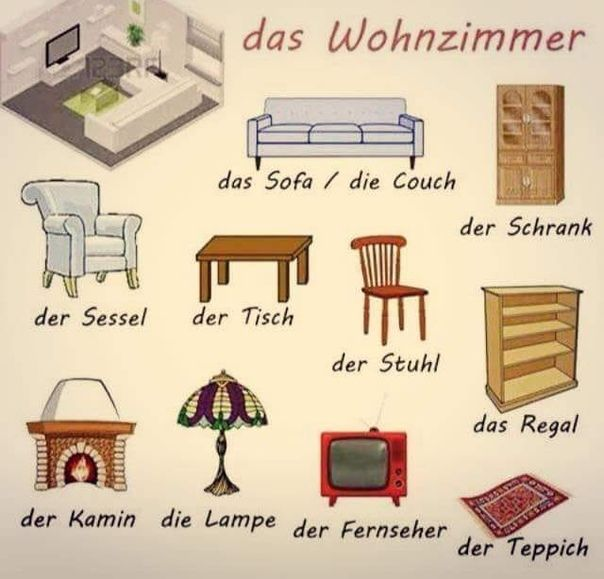 das Wohnzimmer
123RF
das Sofa / die Couch
der Schrank
der Sessel
der Tisch
der Stuhl
das Regal
der Kamin
die Lampe
der Fernseher
der Teppich